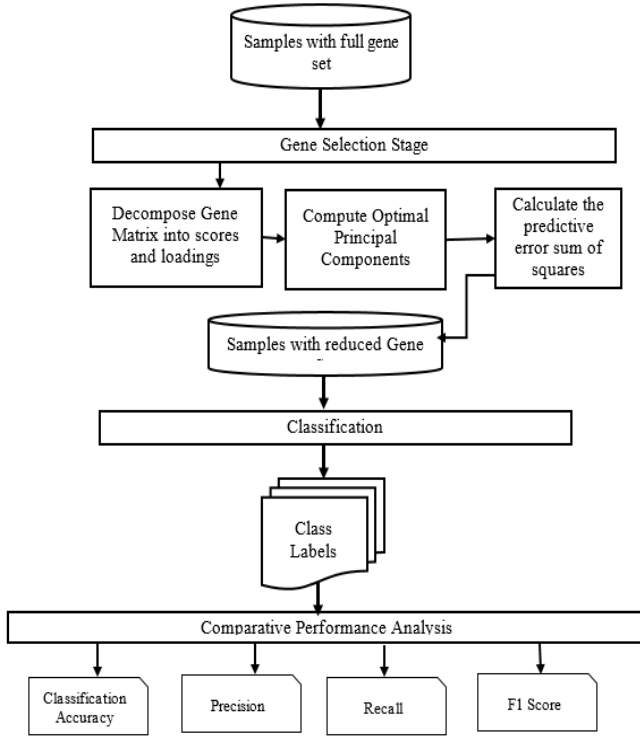 Samples with full gene
set
Gene Selection Stage
Decompose Gene
Matrix into scores
and loadings
Compute Optimal
Principal
Components
Calculate the
predictive
error sum of
squares
Samples with reduced Gene
Classification
Class
Labels
Comparative Performance Analysis
Classification
Accuracy
Precision
Recall
F1 Score